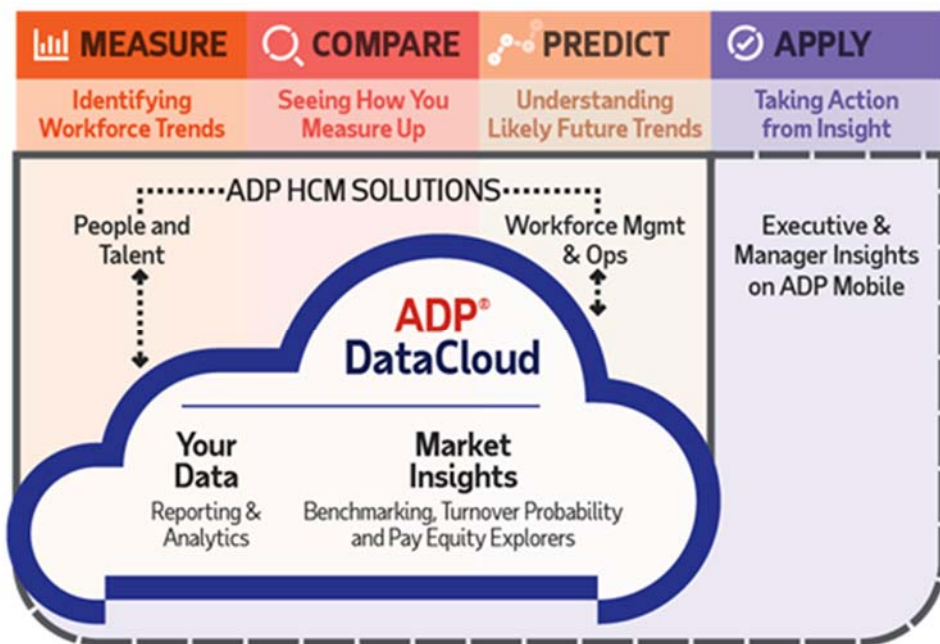 MEASURE
COMPARE
PREDICT
APPLY
Identifying
Workforce Trends
Seeing How You
Measure Up
Understanding
Likely Future Trends
Taking Action
from Insight
ADP HCM SOLUTIONS
People and
Talent
Workforce Mgmt
& Ops
Executive &
Manager Insights
on ADP Mobile
ADP®
DataCloud
Your
Data
Reporting &
Analytics
Market
Insights
Benchmarking, Turnover Probability
and Pay Equity Explorers